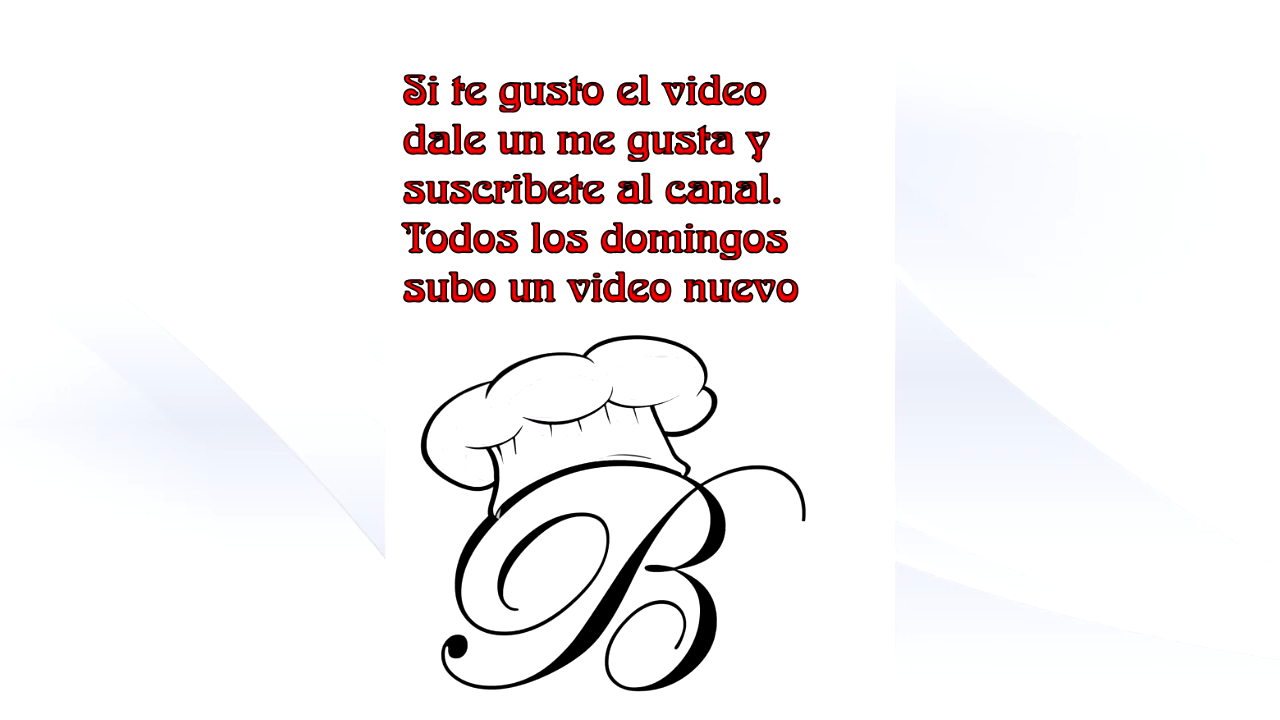 Si te gusto el video
dale un me gusta y
suscribete al canal.
Todos los domingos
subo un video nuevo
B